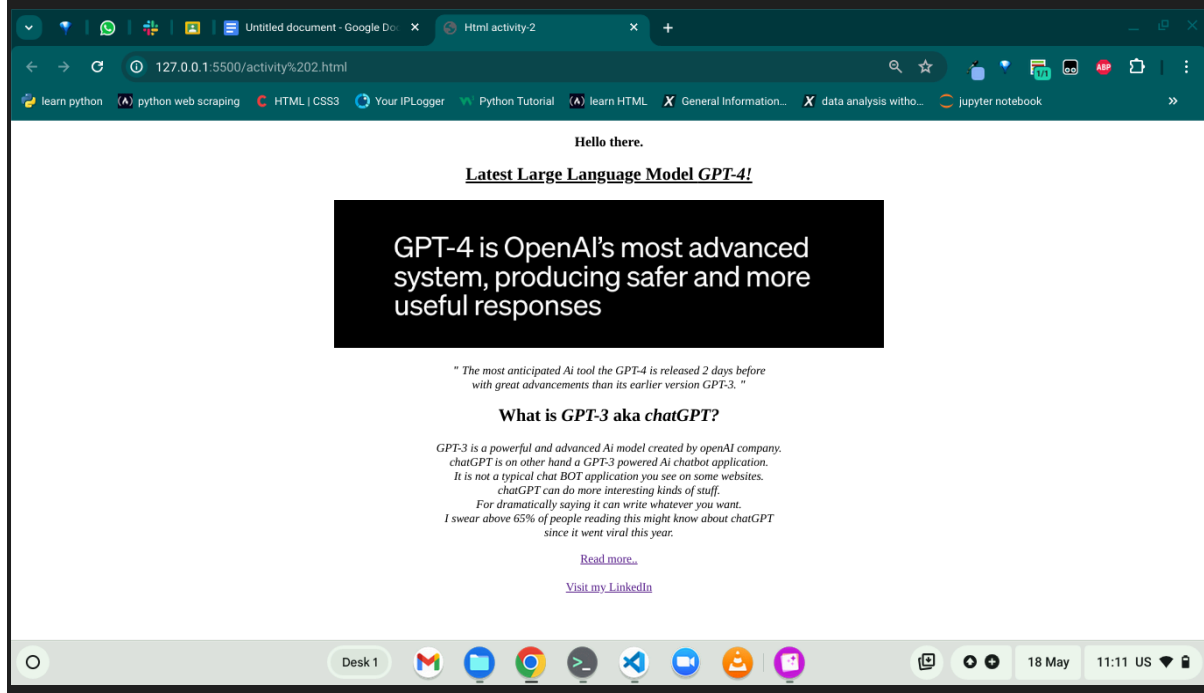 Untitled document - Google Doc
Html activity-2
127.0.0.1:5500/activity%202.html
1/1
ABP
learn python
python web scraping
HTML | CSS3
Your IPLogger
Python Tutorial
learn HTML
General Information...
data analysis witho...
jupyter notebook
»
Hello there.
Latest Large Language Model GPT-4!
GPT-4 is OpenAI's most advanced
system, producing safer and more
useful responses
" The most anticipated Ai tool the GPT-4 is released 2 days before
with great advancements than its earlier version GPT-3. "
What is GPT-3 aka chatGPT?
GPT-3 is a powerful and advanced Ai model created by openAI company.
chatGPT is on other hand a GPT-3 powered Ai chatbot application.
It is not a typical chat BOT application you see on some websites.
chatGPT can do more interesting kinds of stuff.
For dramatically saying it can write whatever you want.
I swear above 65% of people reading this might know about chatGPT
since it went viral this year.
Read more..
Visit my LinkedIn
Desk 1
18 May
11:11 US